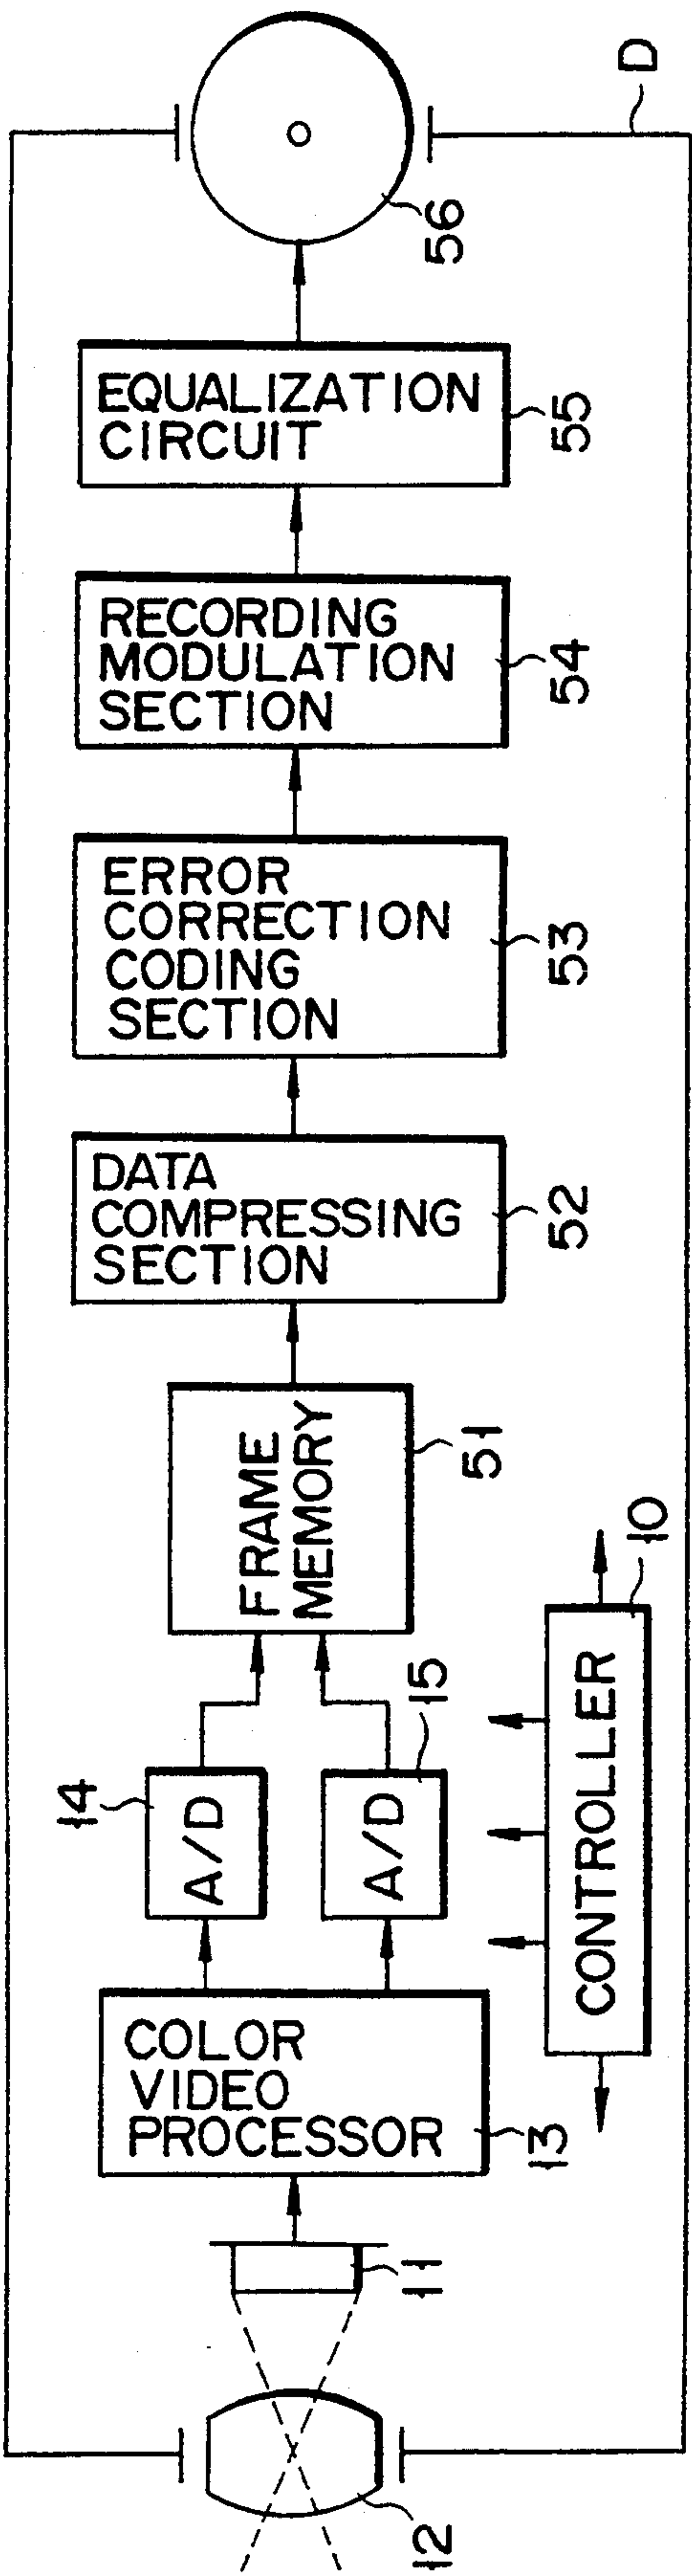 12
11
COLOR
VIDEO
PROCESSOR
13
14
A/D
A/D
15
FRAME
MEMORY
51
DATA
COMPRESSING
SECTION
52
ERROR
CORRECTION
CODING
SECTION
53
RECORDING
MODULATION
SECTION
54
EQUALIZATION
CIRCUIT
55
56
D
CONTROLLER
10